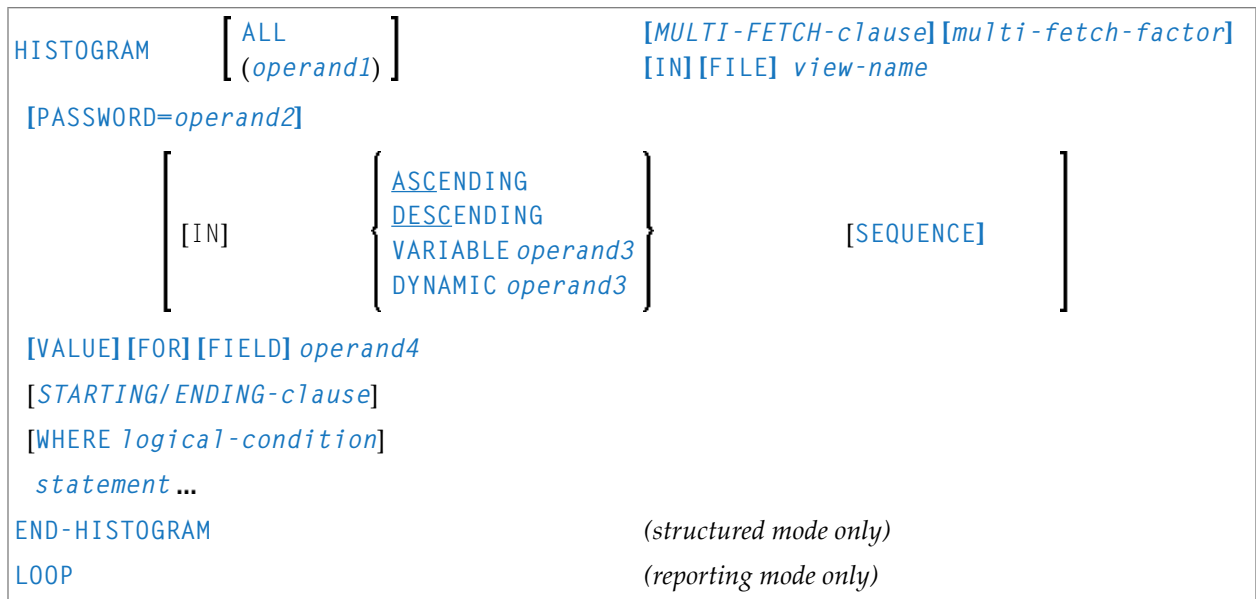 HISTOGRAM [ ALL [MULTI-FETCH-clause] [multi-fetch-factor]
(operand1) ] [IN] [FILE] view-name
[PASSWORD=operand2]
ASCENDING
DESCENDING
[IN] VARIABLE operand3 [SEQUENCE]
DYNAMIC operand3
[VALUE] [FOR] [FIELD] operand4
[STARTING/ENDING-clause]
[WHERE logical-condition]
statement ...
END-HISTOGRAM (structured mode only)
LOOP (reporting mode only)